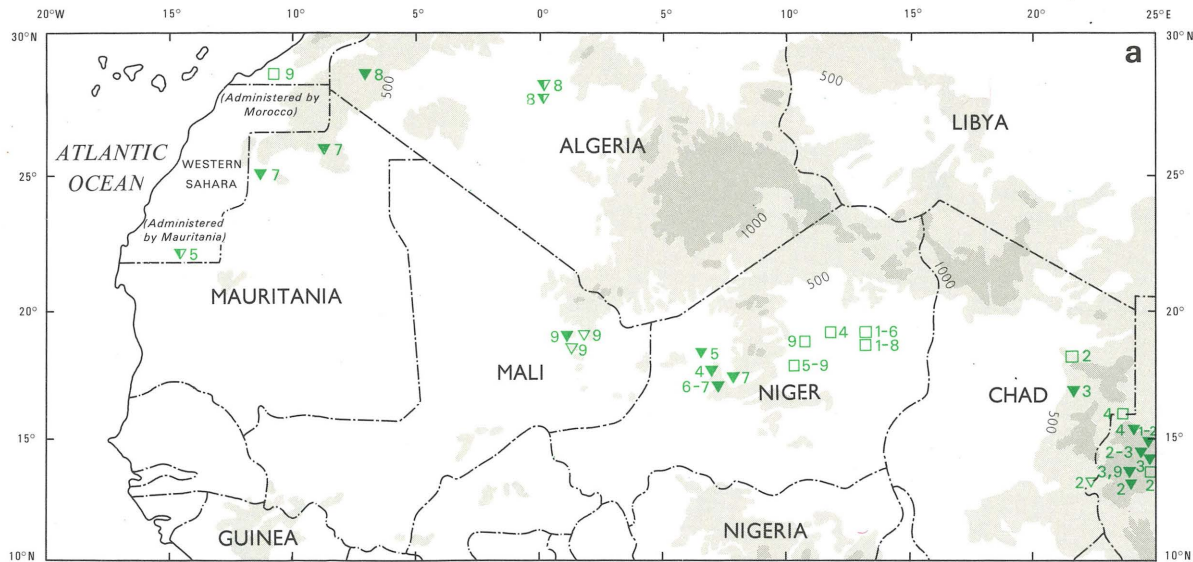 20° 15° 10° 5° 0° 5° 10° 15° 20° 25°E
30°N 30°N
a
9 8 500 8 500
(Administered by
Morocco)
8
ALGERIA
LIBYA
ATLANTIC
OCEAN
WESTERN
SAHARA
7
7
25° 25°
(Administered
by Mauritania)
5
1000
1000
500
MAURITANIA
20° 20°
9 9
9
MALI
5
4
6-7 7
NIGER
9 4 1-6
1-8
5-9
CHAD
2
3
500
4
4 1-2
15° 15°
2-3
3
3,9
2 2 2
GUINEA
NIGERIA
10°N 10°N